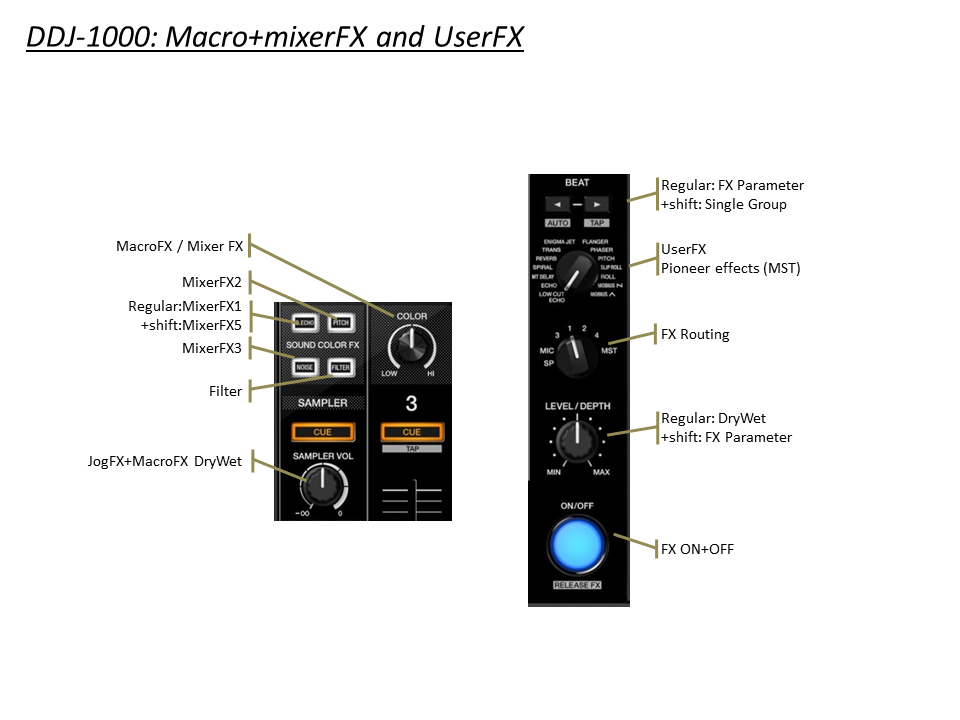 DDJ-1000: Macro+mixerFX and UserFX
MacroFX / Mixer FX
MixerFX2
Regular:MixerFX1
+shift:MixerFX5
MixerFX3
Filter
JogFX+MacroFX DryWet
PITCH
COLOR
SOUND COLOR FX
NOISE
FILTER
LOW
HI
SAMPLER
3
CUE
CUE
TAP
SAMPLER VOL
-∞
0
BEAT
AUTO
TAP
ENIGMA JET
FLANGER
TRANS
PHASER
REVERB
PITCH
SPIRAL
SLIP ROLL
MT DELAY
ROLL
ECHO
MOBIUS
LOW CUT
ECHO
MOBIUS
1
2
3
4
MIC
MST
SP
LEVEL/DEPTH
MIN
MAX
ON/OFF
RELEASE FX
Regular: FX Parameter
+shift: Single Group
UserFX
Pioneer effects (MST)
FX Routing
Regular: DryWet
+shift: FX Parameter
FX ON+OFF